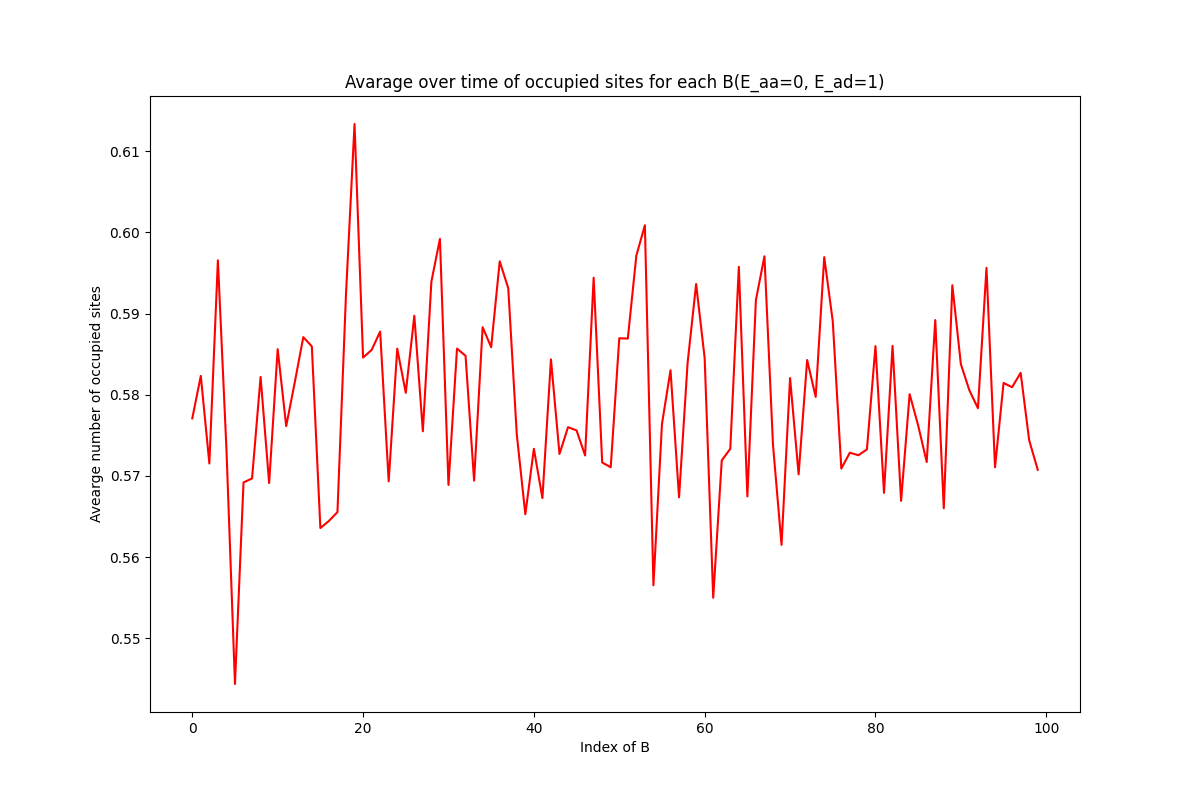 Avarage over time of occupied sites for each B(E_aa=0, E_ad=1)
Avearge number of occupied sites
0.61
0.60
0.59
0.58
0.57
0.56
0.55
0 20 40 60 80 100
Index of B